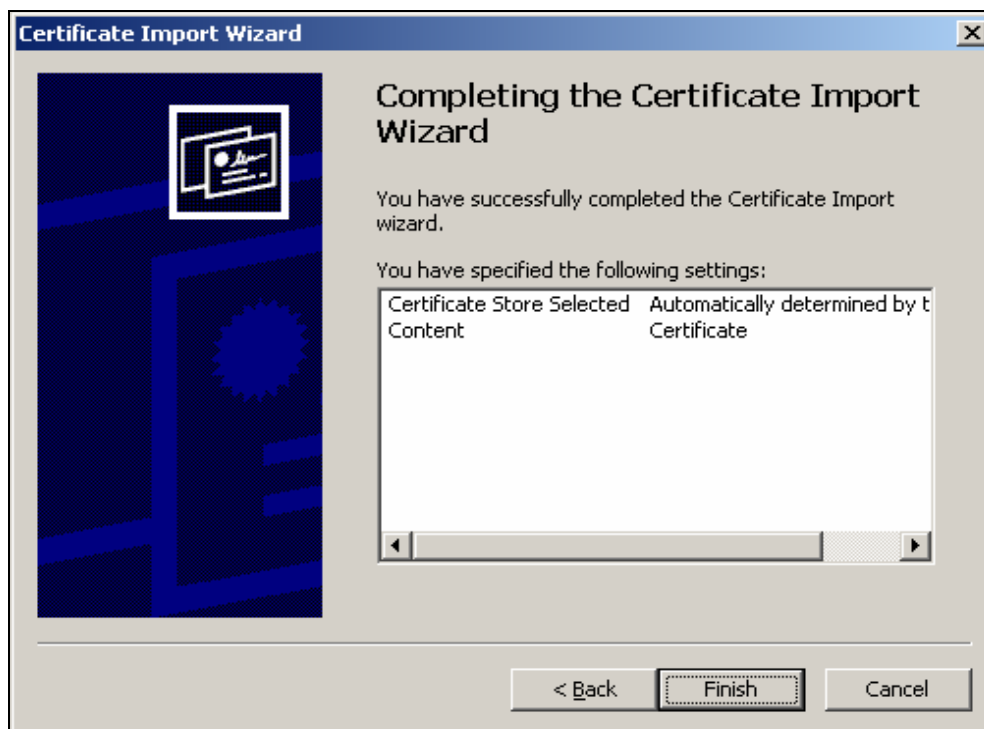 Certificate Import Wizard
Completing the Certificate Import
Wizard
You have successfully completed the Certificate Import
wizard.
You have specified the following settings:
Certificate Store Selected Automatically determined by t
Content Certificate
< Back Finish Cancel